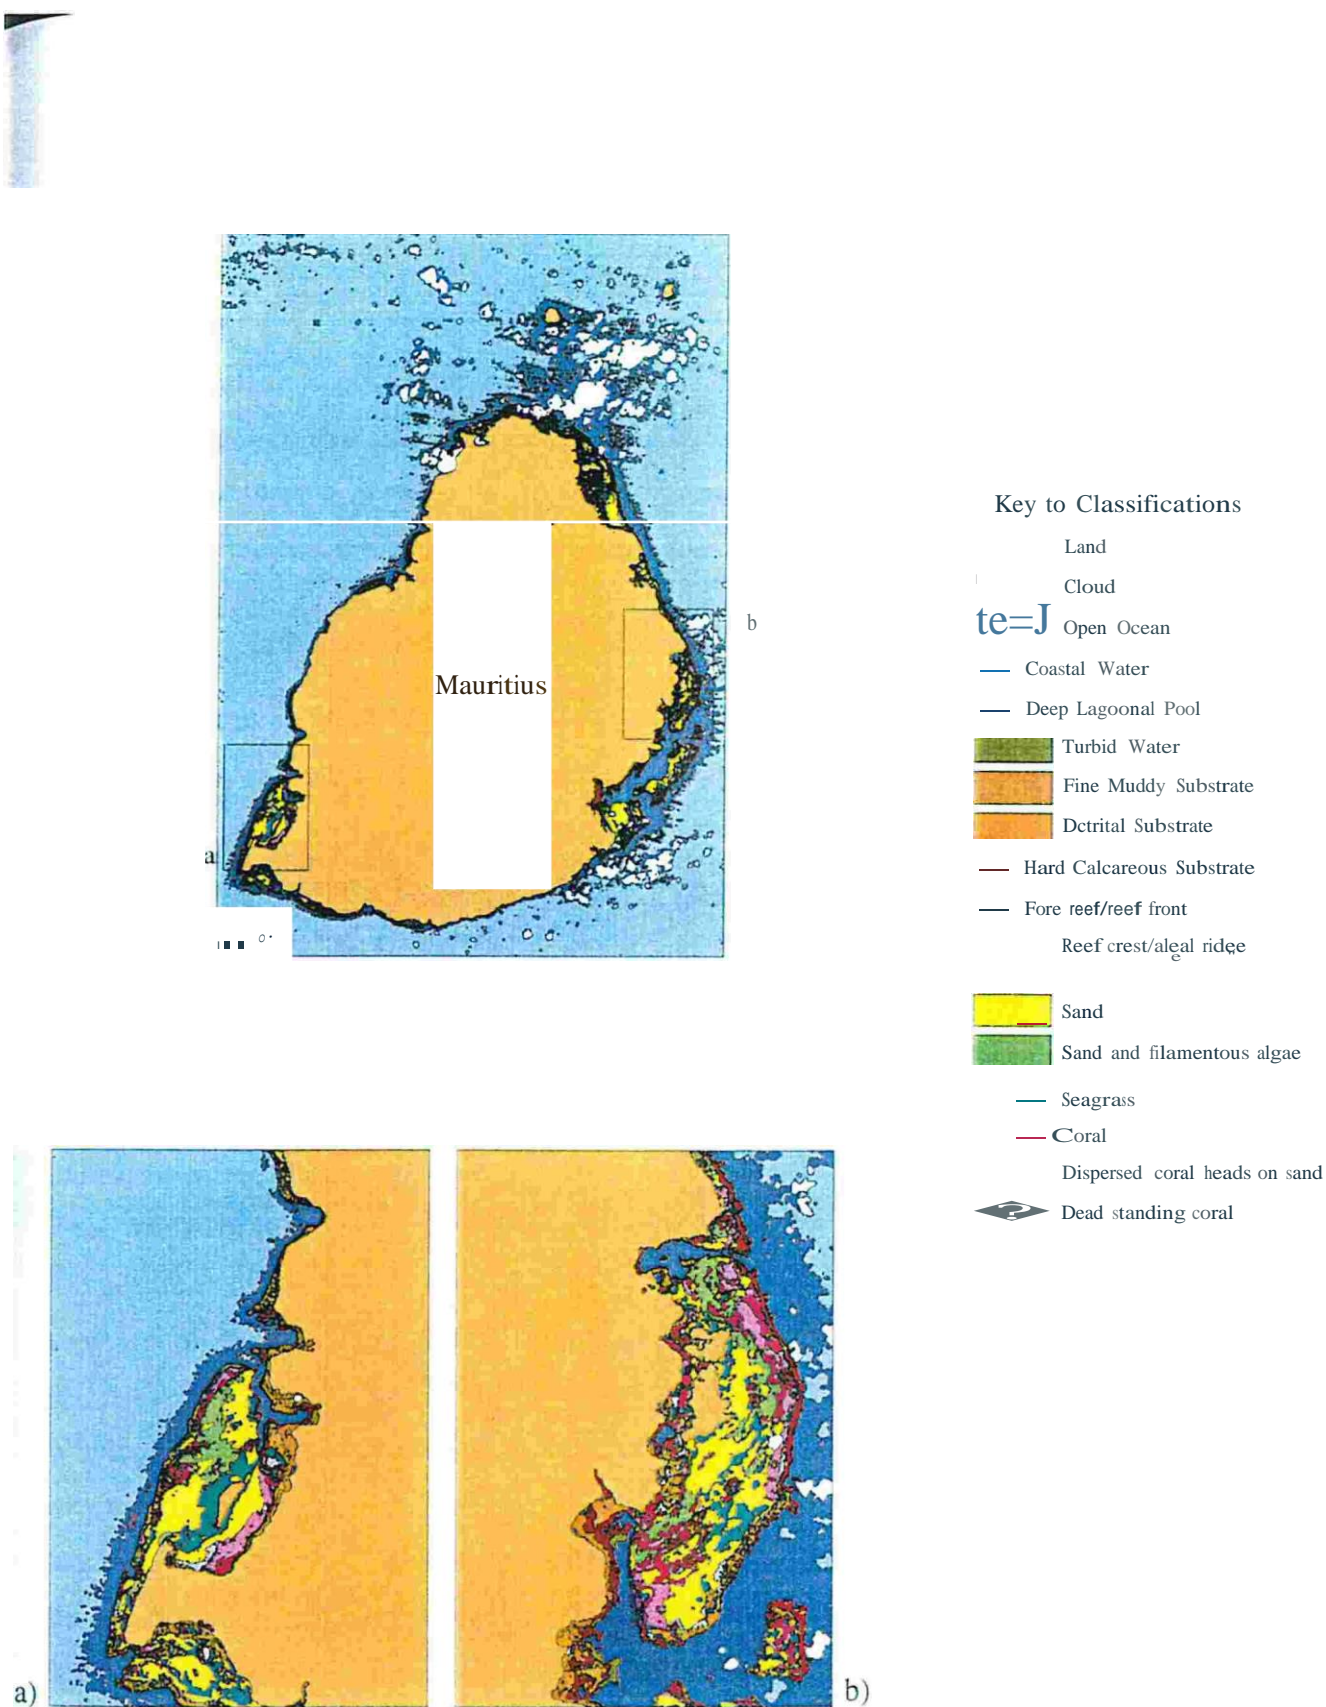 Mauritius
b
a
Key to Classifications
Land
Cloud
te=J Open Ocean
Coastal Water
Deep Lagoonal Pool
Turbid Water
Fine Muddy Substrate
Dctrital Substrate
Hard Calcareous Substrate
Fore reef/reef front
Reef crest/aleeal ridge
Sand
Sand and filamentous algae
Seagrass
Coral
Dispersed coral heads on sand
Dead standing coral
a)
b)